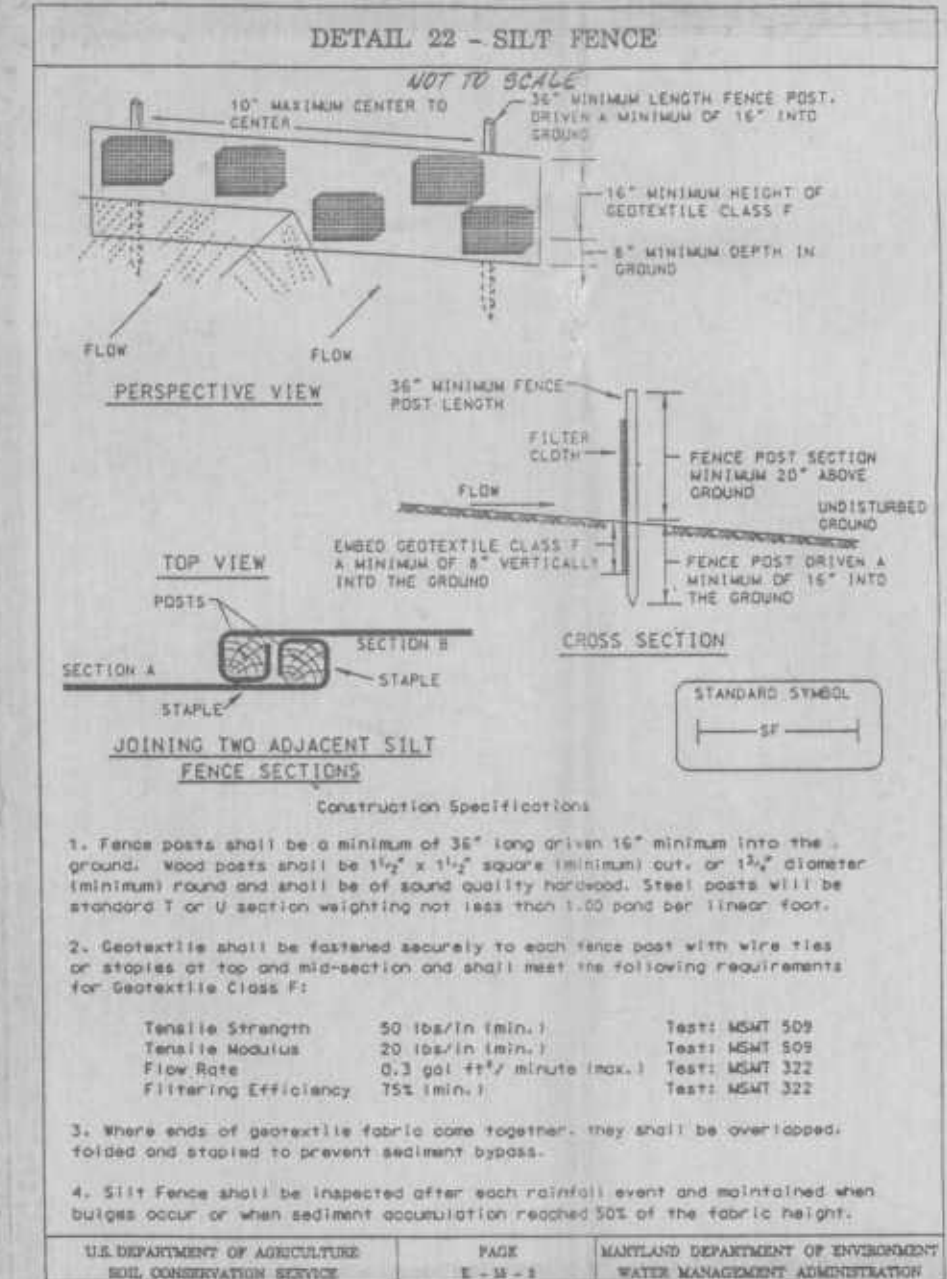 DETAIL 22 - SILT FENCE
NOT TO SCALE
10" MAXIMUM CENTER TO
CENTER
36" MINIMUM LENGTH FENCE POST,
DRIVEN A MINIMUM OF 16" INTO
GROUND
16" MINIMUM HEIGHT OF
GEOTEXTILE CLASS F
8" MINIMUM DEPTH IN
GROUND
FLOW
FLOW
PERSPECTIVE VIEW
36" MINIMUM FENCE
POST LENGTH
FILTER
CLOTH
FENCE POST SECTION
MINIMUM 20" ABOVE
GROUND
FLOW
UNDISTURBED
GROUND
EMBED GEOTEXTILE CLASS F
A MINIMUM OF 8" VERTICALLY
INTO THE GROUND
FENCE POST DRIVEN A
MINIMUM OF 16" INTO
THE GROUND
CROSS SECTION
TOP VIEW
POSTS
SECTION B
SECTION A
STAPLE
STAPLE
JOINING TWO ADJACENT SILT
FENCE SECTIONS
STANDARD SYMBOL
SF
Construction Specifications
1. Fence posts shall be a minimum of 36" long driven 16" minimum into the
ground. Wood posts shall be 1½" x 1½" square (minimum) cut, or 1¾" diameter
(minimum) round and shall be of sound quality hardwood. Steel posts will be
standard T or U section weighting not less than 1.00 pond per linear foot.
2. Geotextile shall be fastened securely to each fence post with wire ties
or staples at top and mid-section and shall meet the following requirements
for Geotextile Class F:
Tensile Strength 50 lbs/in (min.) Test: MSMT 509
Tensile Modulus 20 lbs/in (min.) Test: MSMT 509
Flow Rate 0.3 gal ft²/ minute (max.) Test: MSMT 322
Filtering Efficiency 75% (min.) Test: MSMT 322
3. Where ends of geotextile fabric come together, they shall be overlapped,
folded and stapled to prevent sediment bypass.
4. Silt Fence shall be inspected after each rainfall event and maintained when
bulges occur or when sediment accumulation reached 50% of the fabric height.
U.S. DEPARTMENT OF AGRICULTURE
SOIL CONSERVATION SERVICE
PAGE
MARYLAND DEPARTMENT OF ENVIRONMENT
WATER MANAGEMENT ADMINISTRATION